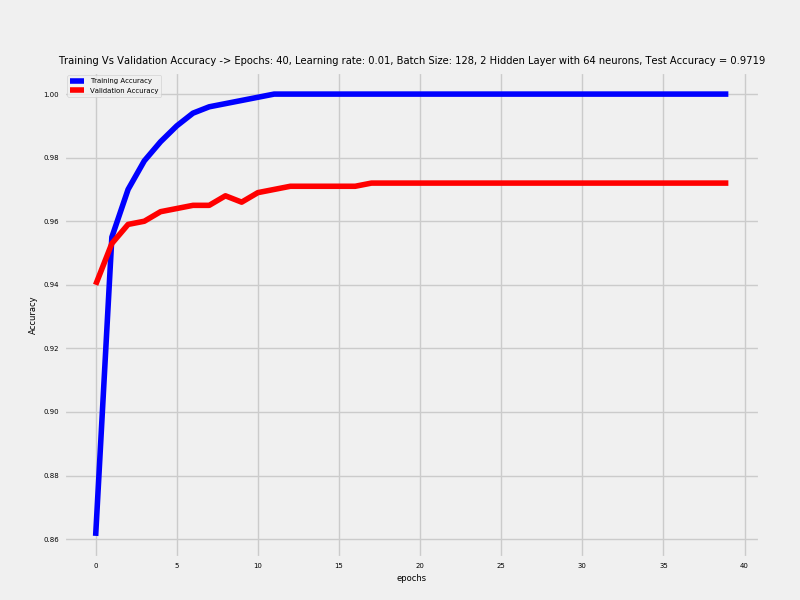 Training Vs Validation Accuracy -> Epochs: 40, Learning rate: 0.01, Batch Size: 128, 2 Hidden Layer with 64 neurons, Test Accuracy = 0.9719
Training Accuracy
Validation Accuracy
1.00
0.98
0.96
0.94
0.92
0.90
0.88
0.86
Accuracy
0 5 10 15 20 25 30 35 40
epochs